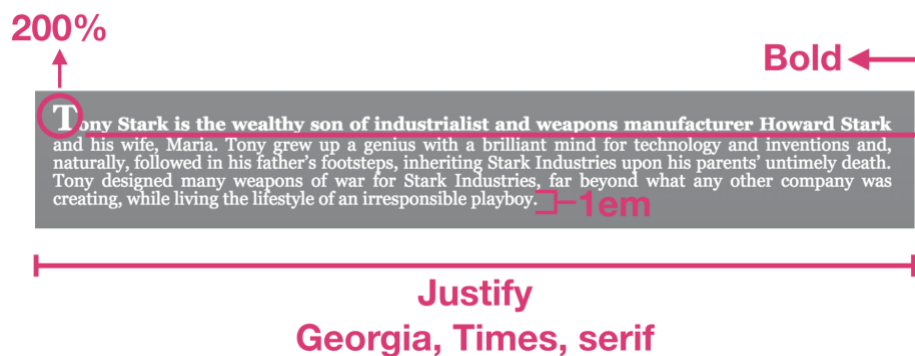 200%
Bold
Tony Stark is the wealthy son of industrialist and weapons manufacturer Howard Stark
and his wife, Maria. Tony grew up a genius with a brilliant mind for technology and inventions and,
naturally, followed in his father’s footsteps, inheriting Stark Industries upon his parents’ untimely death.
Tony designed many weapons of war for Stark Industries, far beyond what any other company was
creating, while living the lifestyle of an irresponsible playboy.
1em
Justify
Georgia, Times, serif